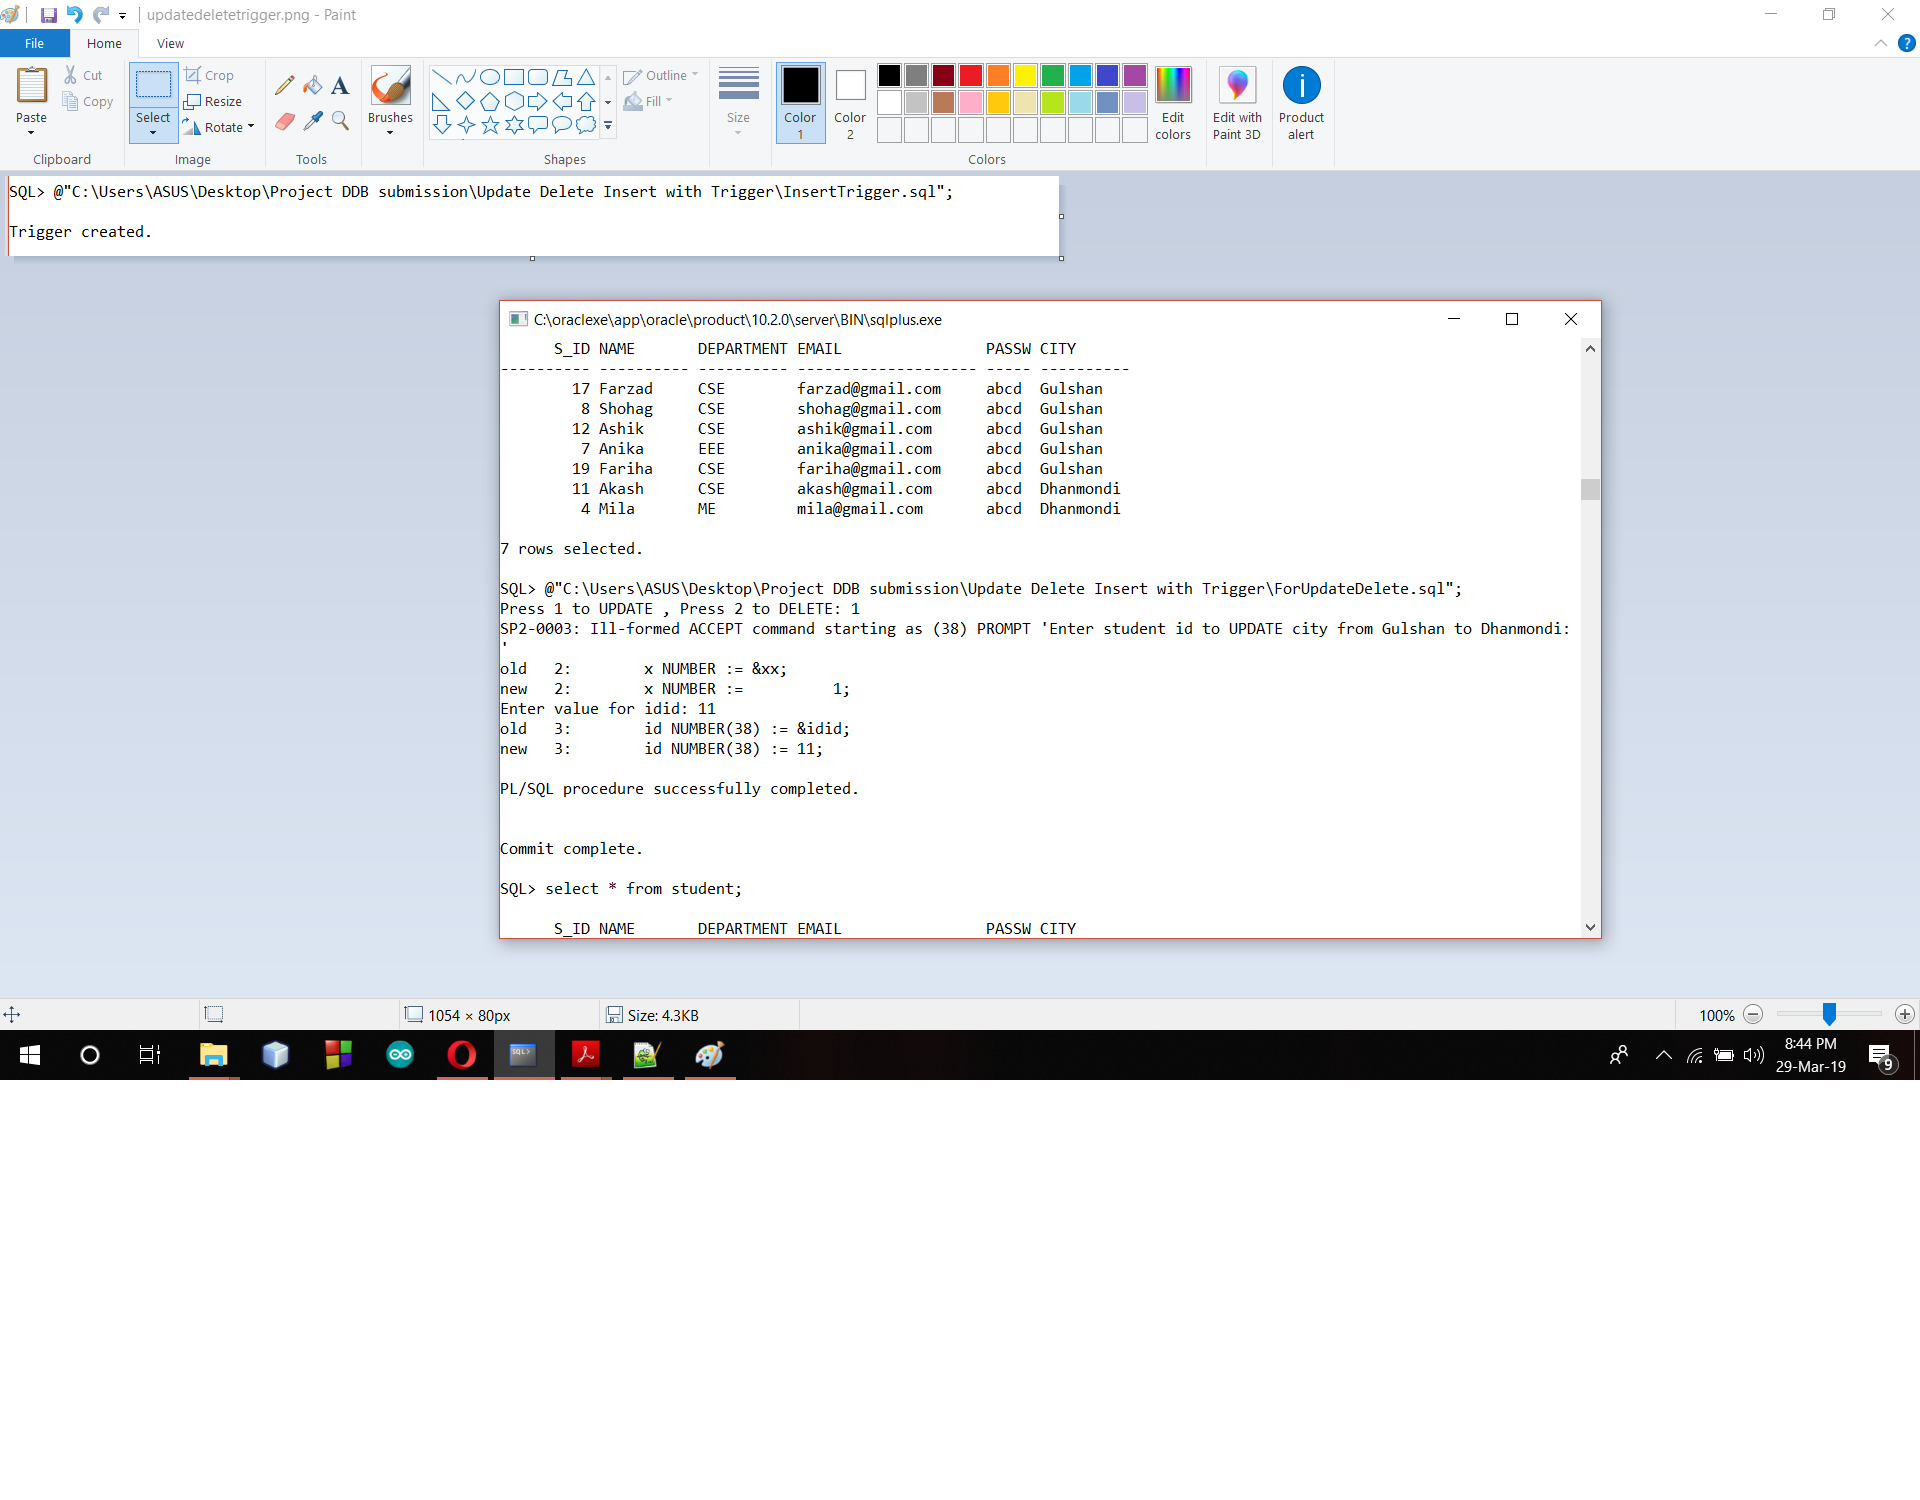 updatedeletetrigger.png - Paint
File Home View
Paste Cut Copy Clipboard
Select Crop Resize Rotate Image
Tools
Brushes
Outline Fill Shapes
Size
Color 1 Color 2 Edit colors Colors
Edit with Paint 3D
Product alert
SQL> @"C:\Users\ASUS\Desktop\Project DDB submission\Update Delete Insert with Trigger\InsertTrigger.sql";
Trigger created.
C:\oraclexe\app\oracle\product\10.2.0\server\BIN\sqlplus.exe
S_ID NAME DEPARTMENT EMAIL PASSW CITY
---------- ---------- ---------- -------------------- ----- ----------
17 Farzad CSE farzad@gmail.com abcd Gulshan
8 Shohag CSE shohag@gmail.com abcd Gulshan
12 Ashik CSE ashik@gmail.com abcd Gulshan
7 Anika EEE anika@gmail.com abcd Gulshan
19 Fariha CSE fariha@gmail.com abcd Gulshan
11 Akash CSE akash@gmail.com abcd Dhanmondi
4 Mila ME mila@gmail.com abcd Dhanmondi
7 rows selected.
SQL> @"C:\Users\ASUS\Desktop\Project DDB submission\Update Delete Insert with Trigger\ForUpdateDelete.sql";
Press 1 to UPDATE , Press 2 to DELETE: 1
SP2-0003: Ill-formed ACCEPT command starting as (38) PROMPT 'Enter student id to UPDATE city from Gulshan to Dhanmondi:
'
old 2: x NUMBER := &xx;
new 2: x NUMBER := 1;
Enter value for idid: 11
old 3: id NUMBER(38) := &idid;
new 3: id NUMBER(38) := 11;
PL/SQL procedure successfully completed.
Commit complete.
SQL> select * from student;
S_ID NAME DEPARTMENT EMAIL PASSW CITY
1054 × 80px Size: 4.3KB 100%
SQL>
8:44 PM
29-Mar-19
9